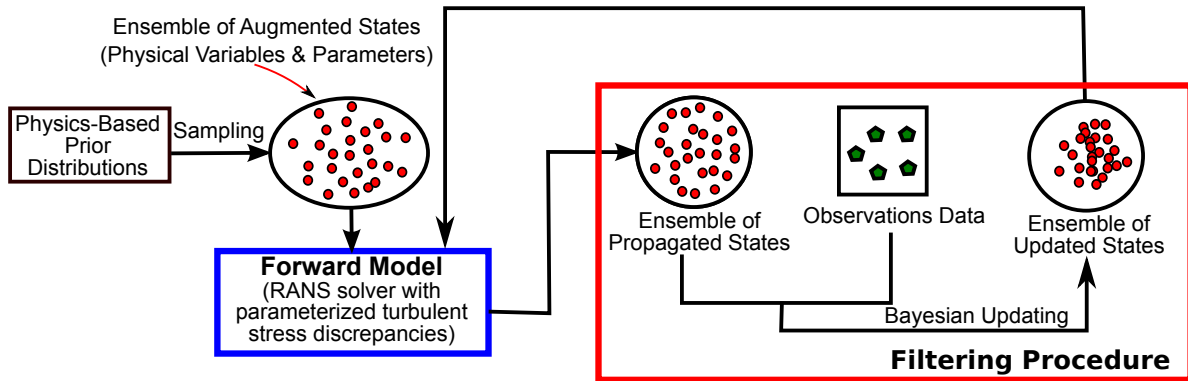 Ensemble of Augmented States
(Physical Variables & Parameters)
Physics-Based
Prior
Distributions
Sampling
Forward Model
(RANS solver with
parameterized turbulent
stress discrepancies)
Ensemble of
Propagated States
Observations Data
Ensemble of
Updated States
Bayesian Updating
Filtering Procedure